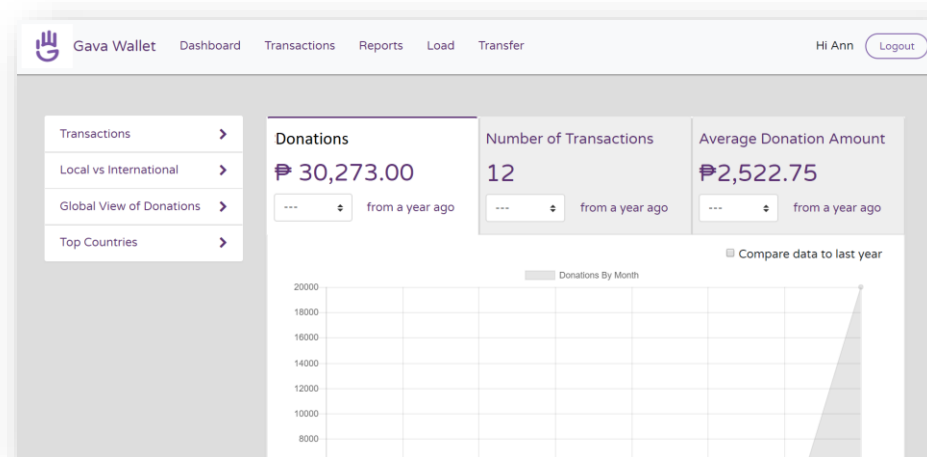 Gava Wallet Dashboard Transactions Reports Load Transfer Hi Ann Logout
Transactions
Local vs International
Global View of Donations
Top Countries
Donations
₱ 30,273.00
--- from a year ago
Number of Transactions
12
--- from a year ago
Average Donation Amount
₱2,522.75
--- from a year ago
Compare data to last year
Donations By Month
20000
18000
16000
14000
12000
10000
8000